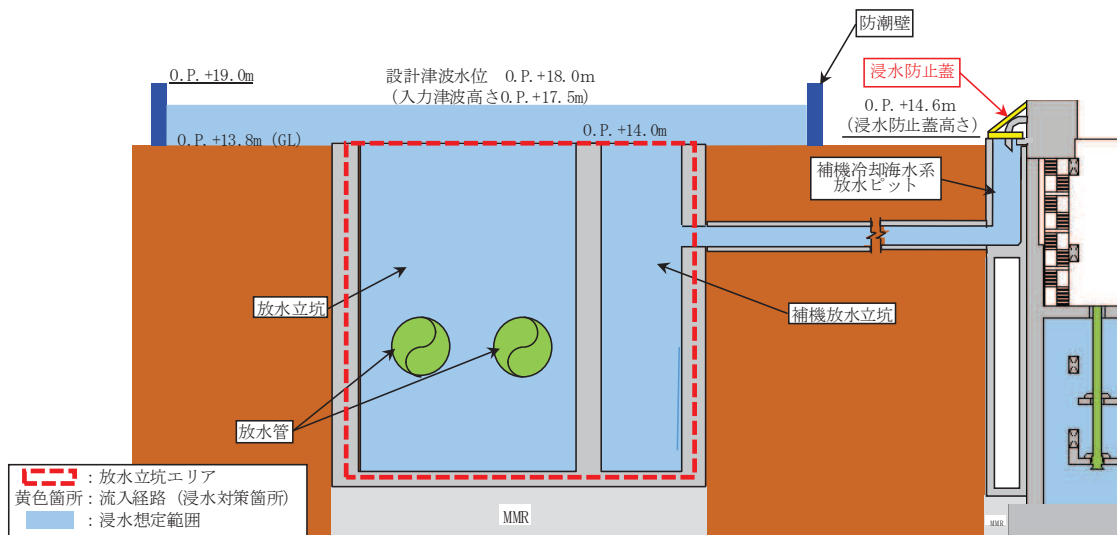 防潮壁
O.P. +19.0m
設計津波水位 O.P.+18.0m
(入力津波高さO.P.+17.5m)
浸水防止蓋
O.P. +14.6m
(浸水防止蓋高さ)
O.P. +13.8m (GL)
O.P. +14.0m
補機冷却海水系
放水ピット
放水立坑
補機放水立坑
放水管
:放水立坑エリア
黄色箇所:流入経路(浸水対策箇所)
:浸水想定範囲
MMR
MMR